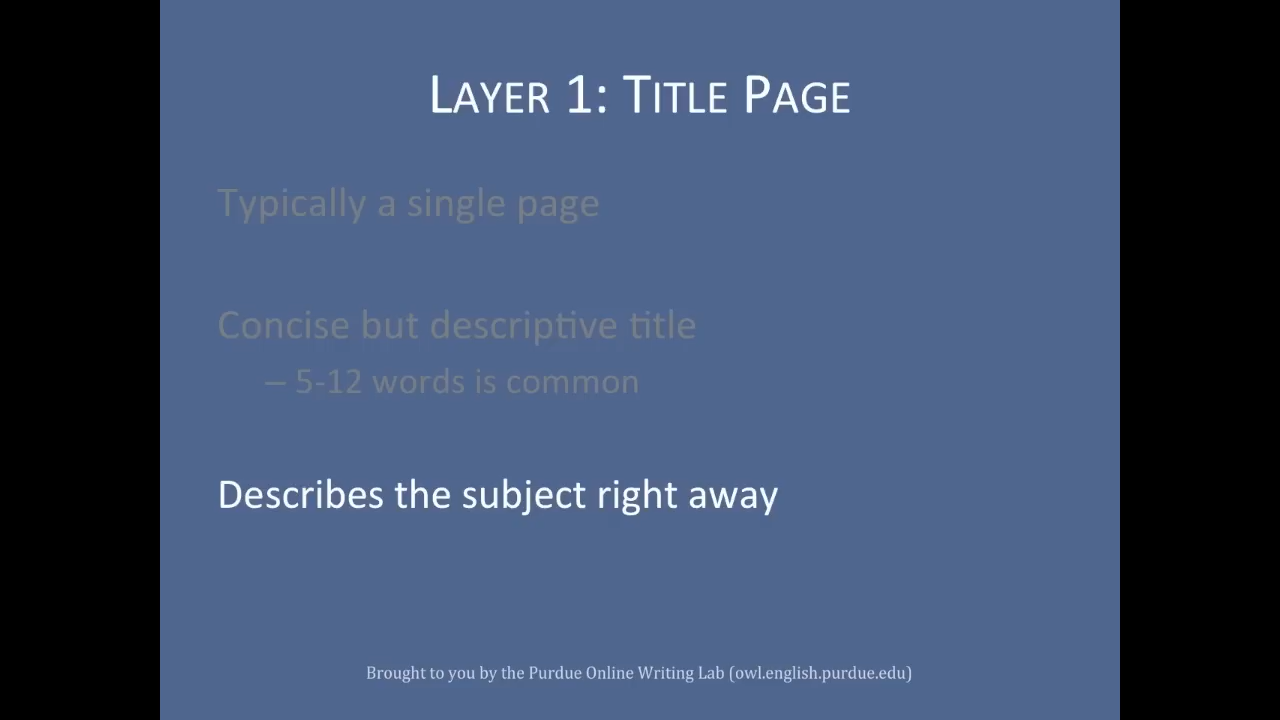 Layer 1: Title Page
Typically a single page
Concise but descriptive title
– 5-12 words is common
Describes the subject right away
Brought to you by the Purdue Online Writing Lab (owl.english.purdue.edu)